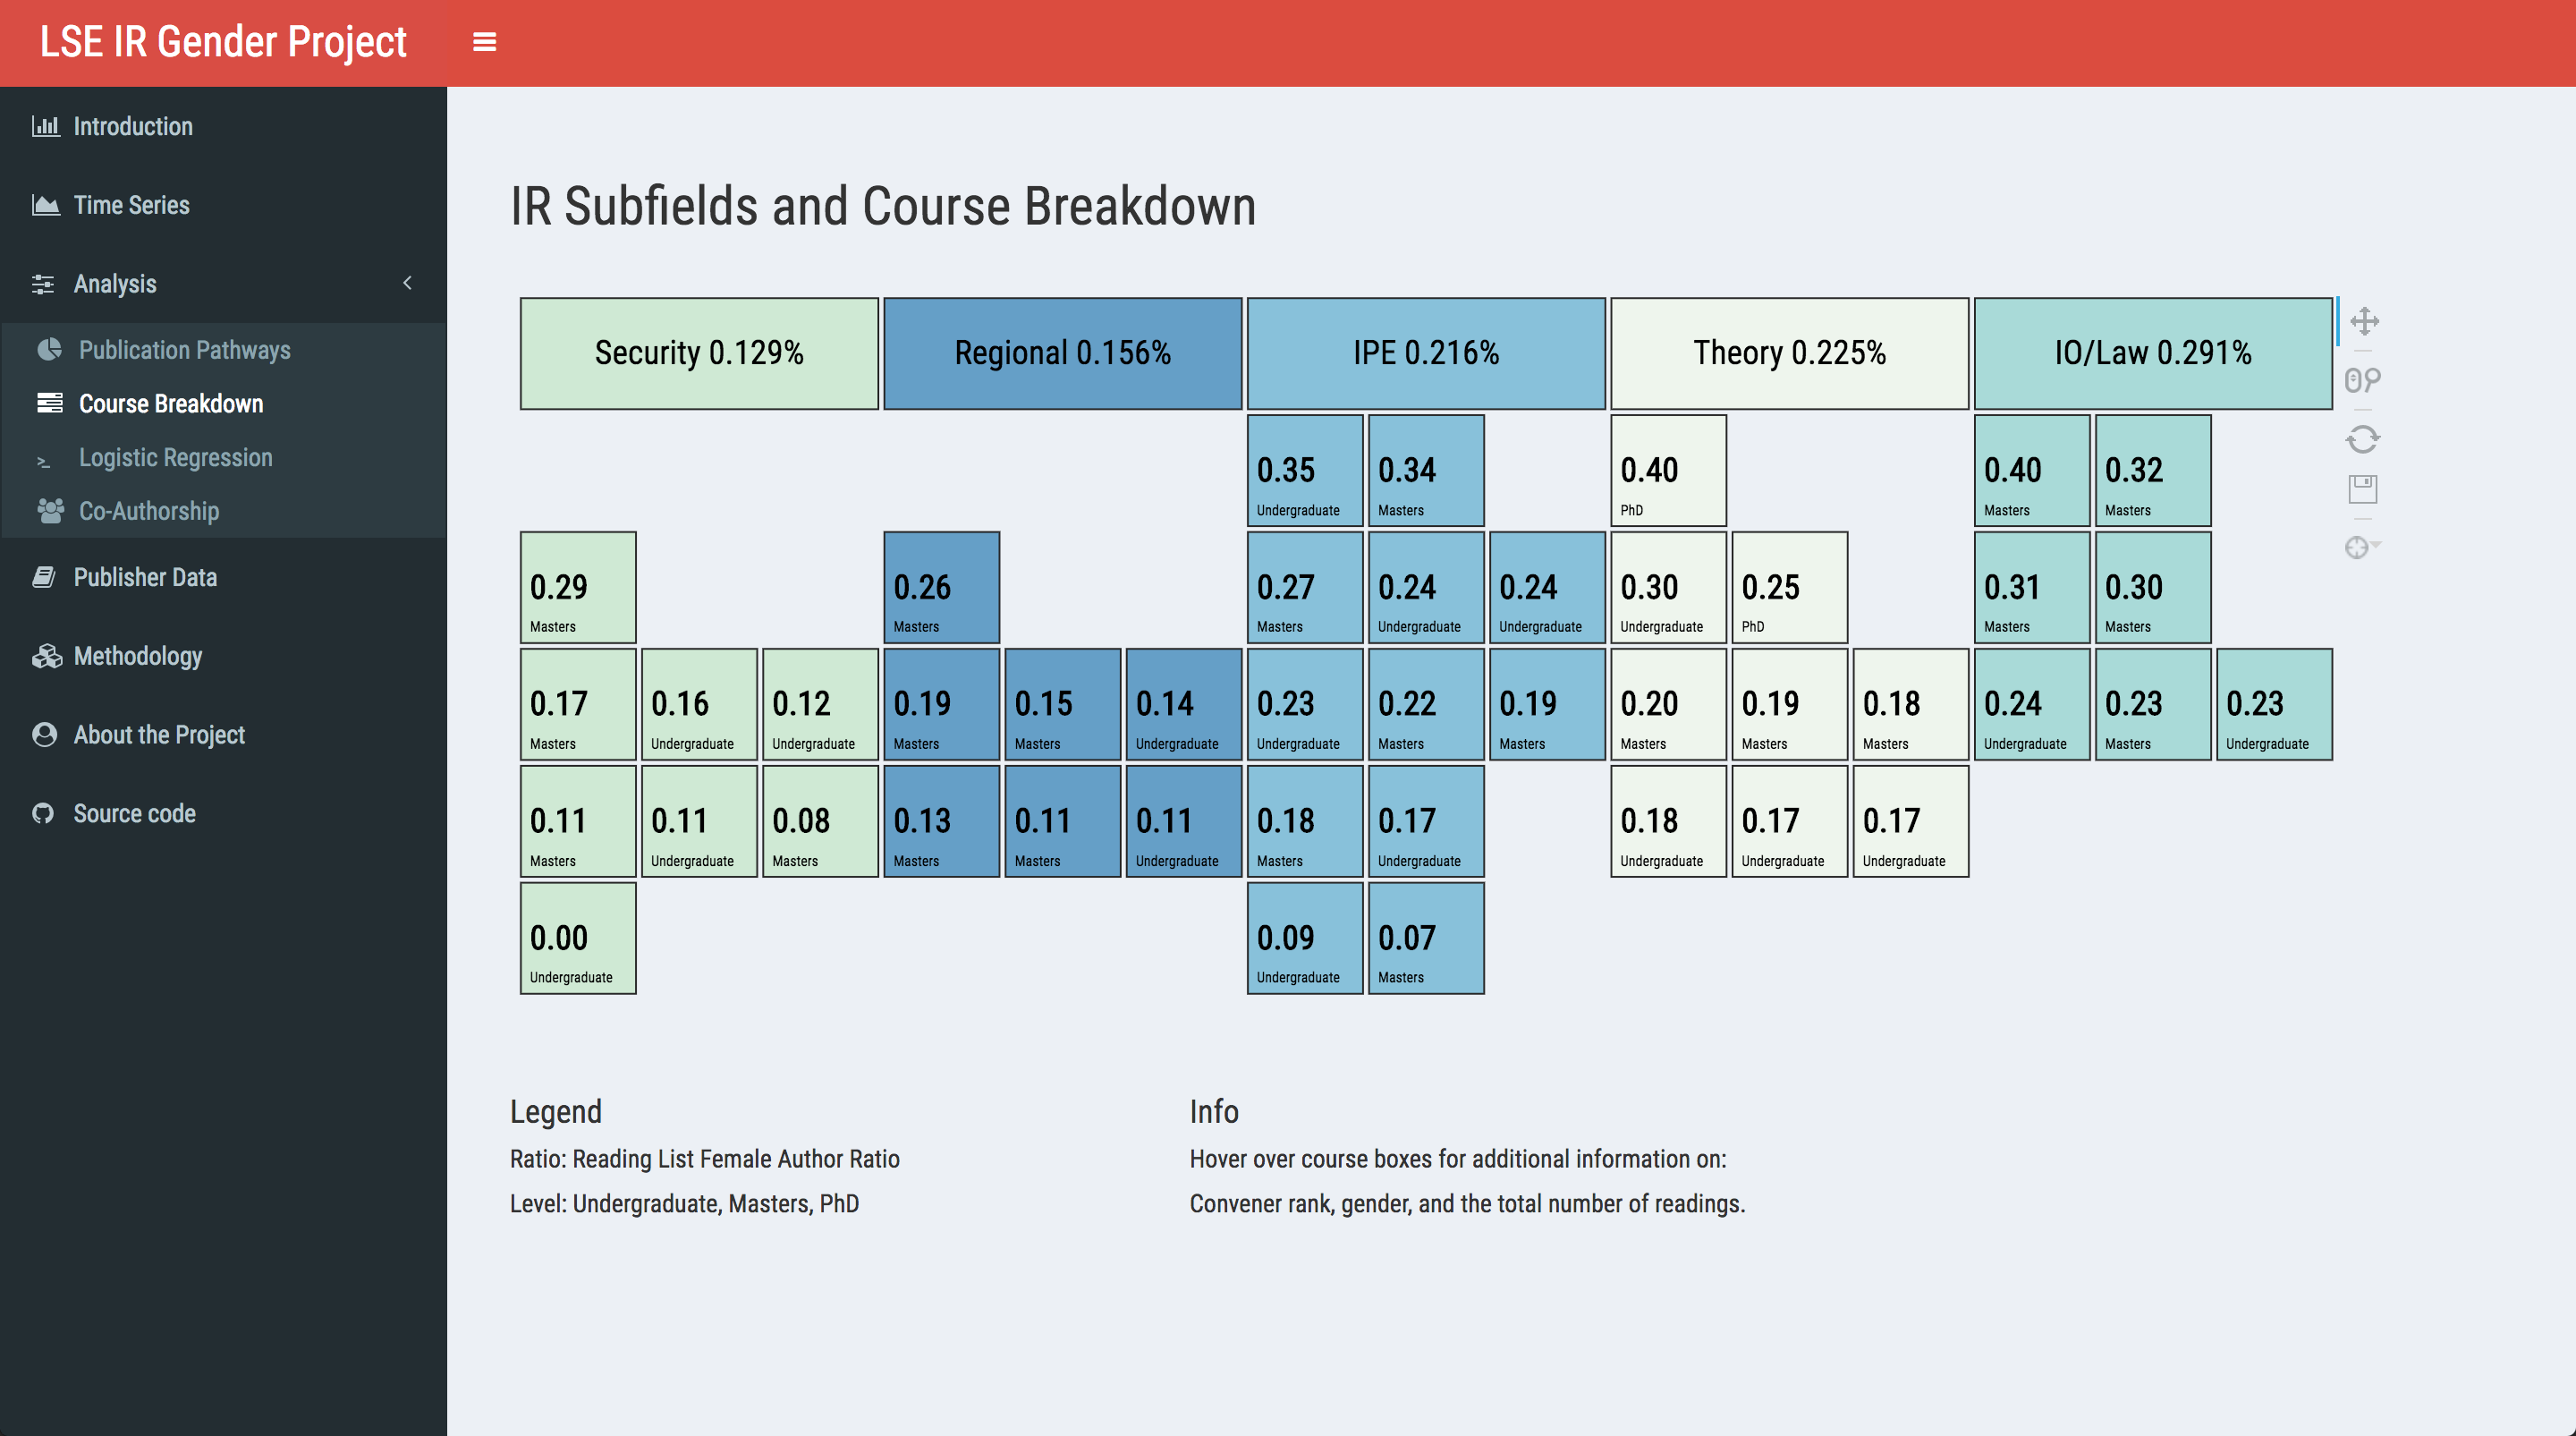 LSE IR Gender Project
Introduction
Time Series
Analysis
Publication Pathways
Course Breakdown
Logistic Regression
Co-Authorship
Publisher Data
Methodology
About the Project
Source code
IR Subfields and Course Breakdown
Security 0.129% Regional 0.156% IPE 0.216% Theory 0.225% IO/Law 0.291%
0.35 0.34 0.40 0.40 0.32
Undergraduate Masters PhD Masters Masters
0.29 0.26 0.27 0.24 0.24 0.30 0.25 0.31 0.30
Masters Masters Masters Undergraduate Undergraduate Undergraduate PhD Masters Masters
0.17 0.16 0.12 0.19 0.15 0.14 0.23 0.22 0.19 0.20 0.19 0.18 0.24 0.23 0.23
Masters Undergraduate Undergraduate Masters Masters Undergraduate Undergraduate Masters Masters Masters Masters Masters Undergraduate Masters Undergraduate
0.11 0.11 0.08 0.13 0.11 0.11 0.18 0.17 0.18 0.17 0.17
Masters Undergraduate Masters Masters Masters Undergraduate Masters Undergraduate Undergraduate Undergraduate Undergraduate
0.00 0.09 0.07
Undergraduate Undergraduate Masters
Legend
Ratio: Reading List Female Author Ratio
Level: Undergraduate, Masters, PhD
Info
Hover over course boxes for additional information on:
Convener rank, gender, and the total number of readings.